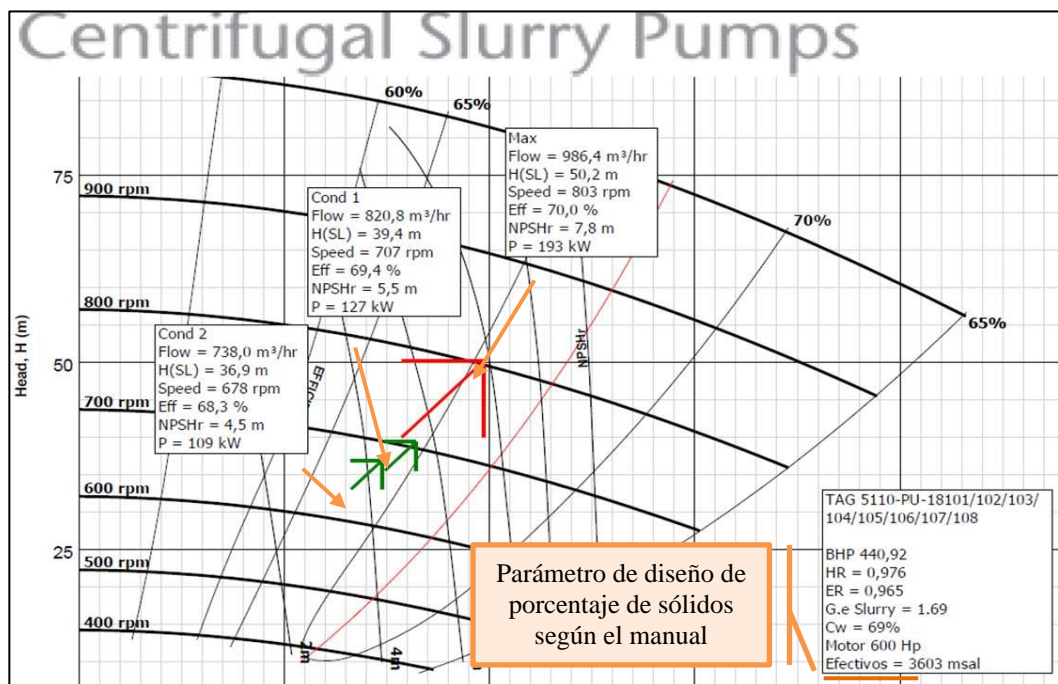 Centrifugal Slurry Pumps
60%
65%
Max
Flow = 986,4 m³/hr
H(SL) = 50,2 m
Speed = 803 rpm
Eff = 70,0 %
NPSHr = 7,8 m
P = 193 kW
75
900 rpm
Cond 1
Flow = 820,8 m³/hr
H(SL) = 39,4 m
Speed = 707 rpm
Eff = 69,4 %
NPSHr = 5,5 m
P = 127 kW
70%
800 rpm
65%
Cond 2
Flow = 738,0 m³/hr
H(SL) = 36,9 m
Speed = 678 rpm
Eff = 68,3 %
NPSHr = 4,5 m
P = 109 kW
Head, H (m)
50
NPSHr
700 rpm
600 rpm
25
500 rpm
400 rpm
2m
4m
Parámetro de diseño de
porcentaje de sólidos
según el manual
TAG 5110-PU-18101/102/103/
104/105/106/107/108
BHP 440,92
HR = 0,976
ER = 0,965
G.e Slurry = 1.69
Cw = 69%
Motor 600 Hp
Efectivos = 3603 msal